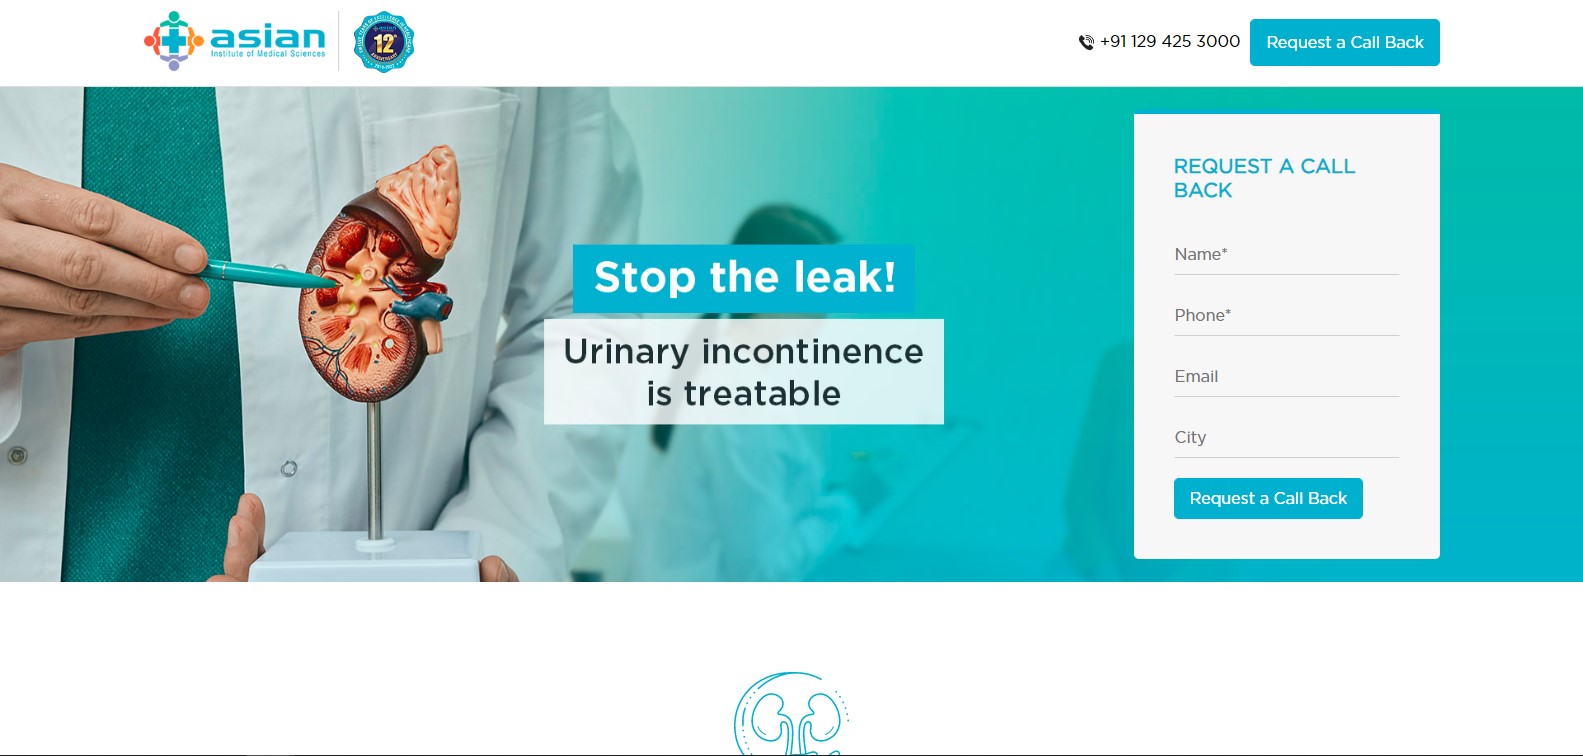 asian
Institute of Medical Sciences
12
ANNIVERSARY
+91 129 425 3000
Request a Call Back
Stop the leak!
Urinary incontinence
is treatable
REQUEST A CALL
BACK
Name*
Phone*
Email
City
Request a Call Back